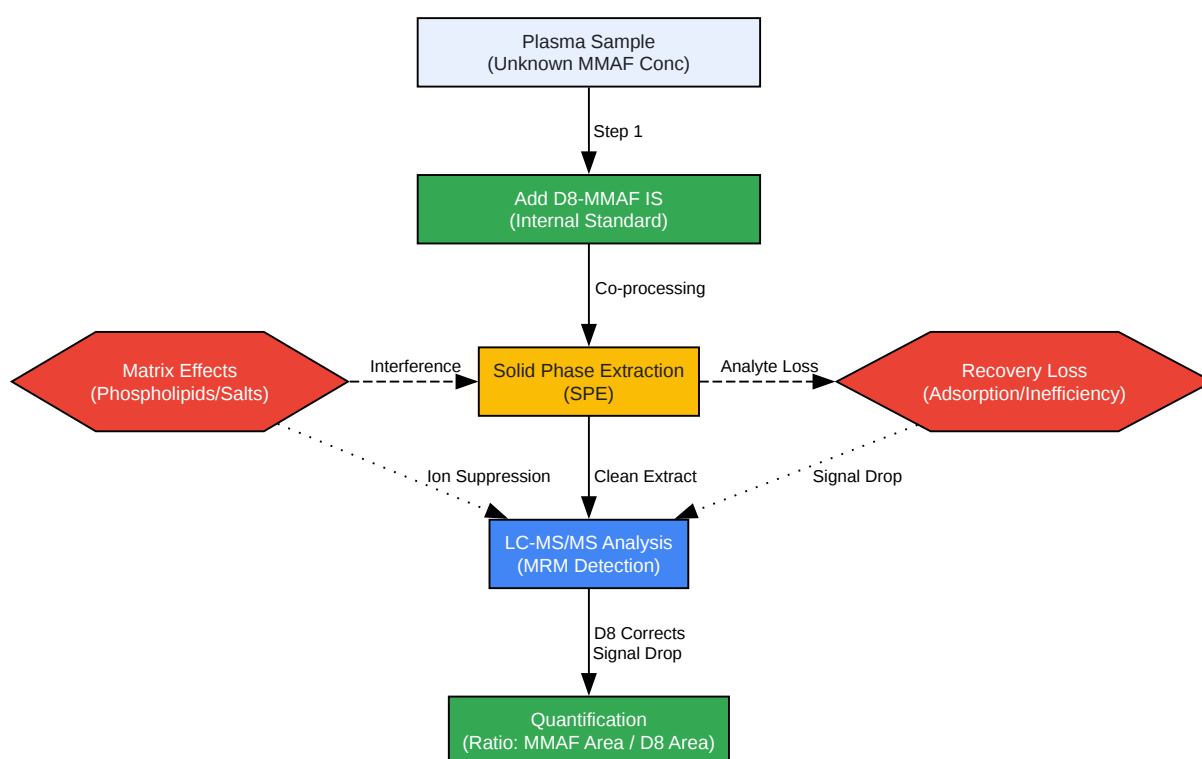 Plasma Sample
(Unknown MMAF Conc)
Step 1
Add D8-MMAF IS
(Internal Standard)
Co-processing
Matrix Effects
(Phospholipids/Salts)
Interference
Solid Phase Extraction
(SPE)
Analyte Loss
Recovery Loss
(Adsorption/Inefficiency)
Ion Suppression
Clean Extract
Signal Drop
LC-MS/MS Analysis
(MRM Detection)
D8 Corrects
Signal Drop
Quantification
(Ratio: MMAF Area / D8 Area)